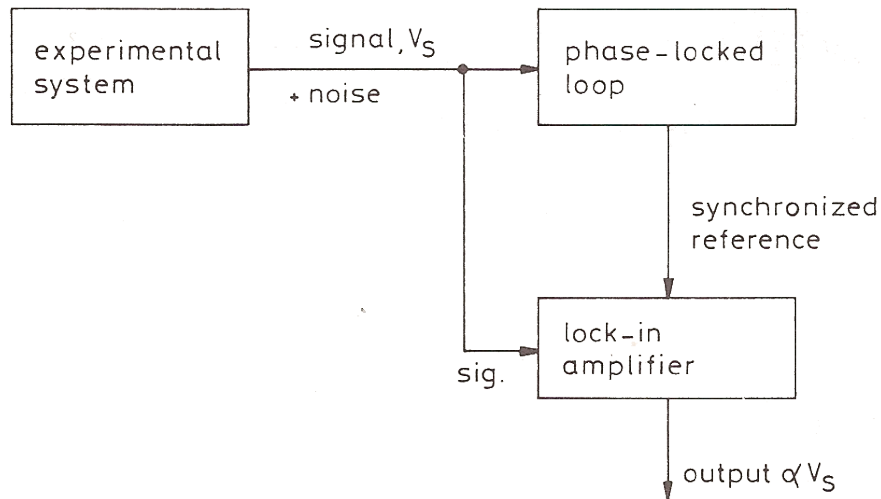 experimental
system
signal, V_S
+ noise
phase-locked
loop
synchronized
reference
lock-in
amplifier
sig.
output ∝ V_S